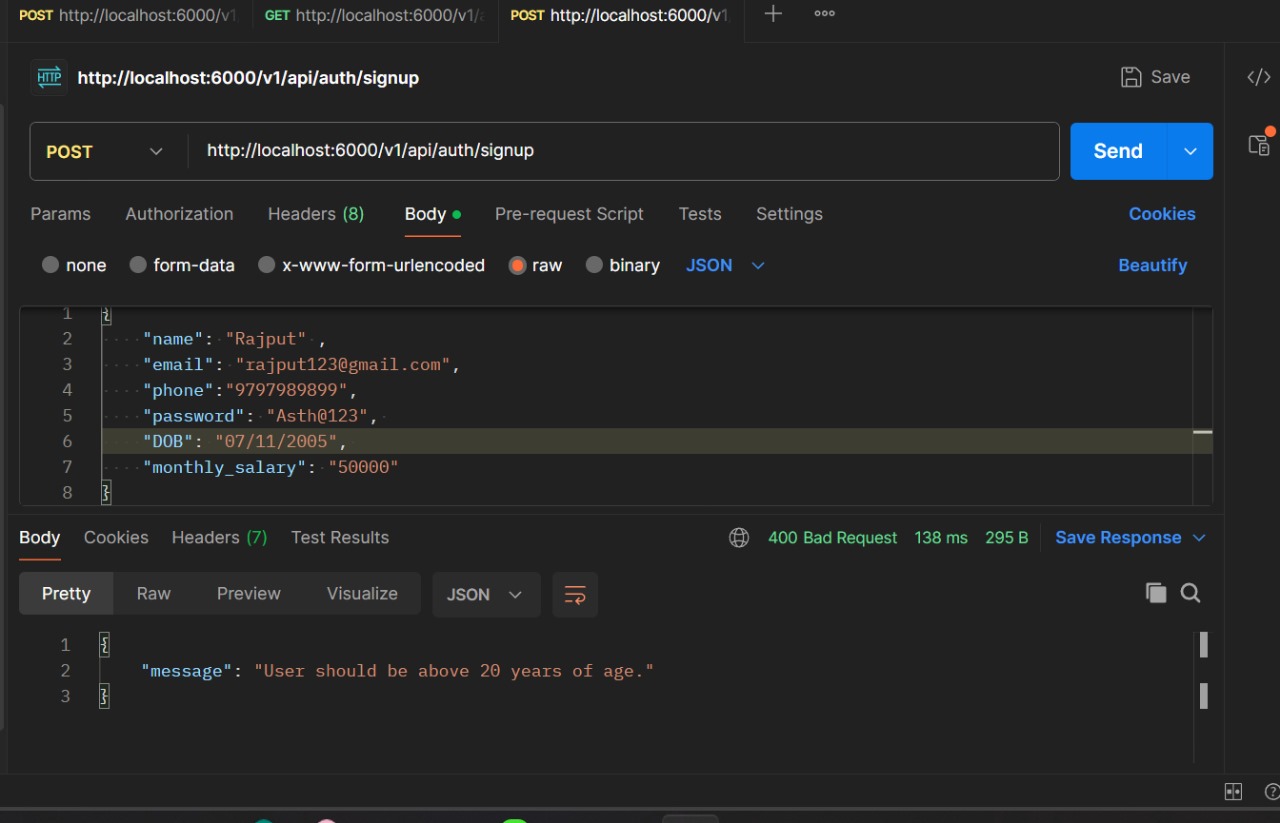 POST http://localhost:6000/v1 GET http://localhost:6000/v1/ POST http://localhost:6000/v1
HTTP http://localhost:6000/v1/api/auth/signup Save </>
POST http://localhost:6000/v1/api/auth/signup Send
Params Authorization Headers (8) Body Pre-request Script Tests Settings Cookies
none form-data x-www-form-urlencoded raw binary JSON Beautify
1 {
2 "name": "Rajput" ,
3 "email": "rajput123@gmail.com",
4 "phone":"9797989899",
5 "password": "Asth@123",
6 "DOB": "07/11/2005",
7 "monthly_salary": "50000"
8 }
Body Cookies Headers (7) Test Results 400 Bad Request 138 ms 295 B Save Response
Pretty Raw Preview Visualize JSON
1 {
2 "message": "User should be above 20 years of age."
3 }